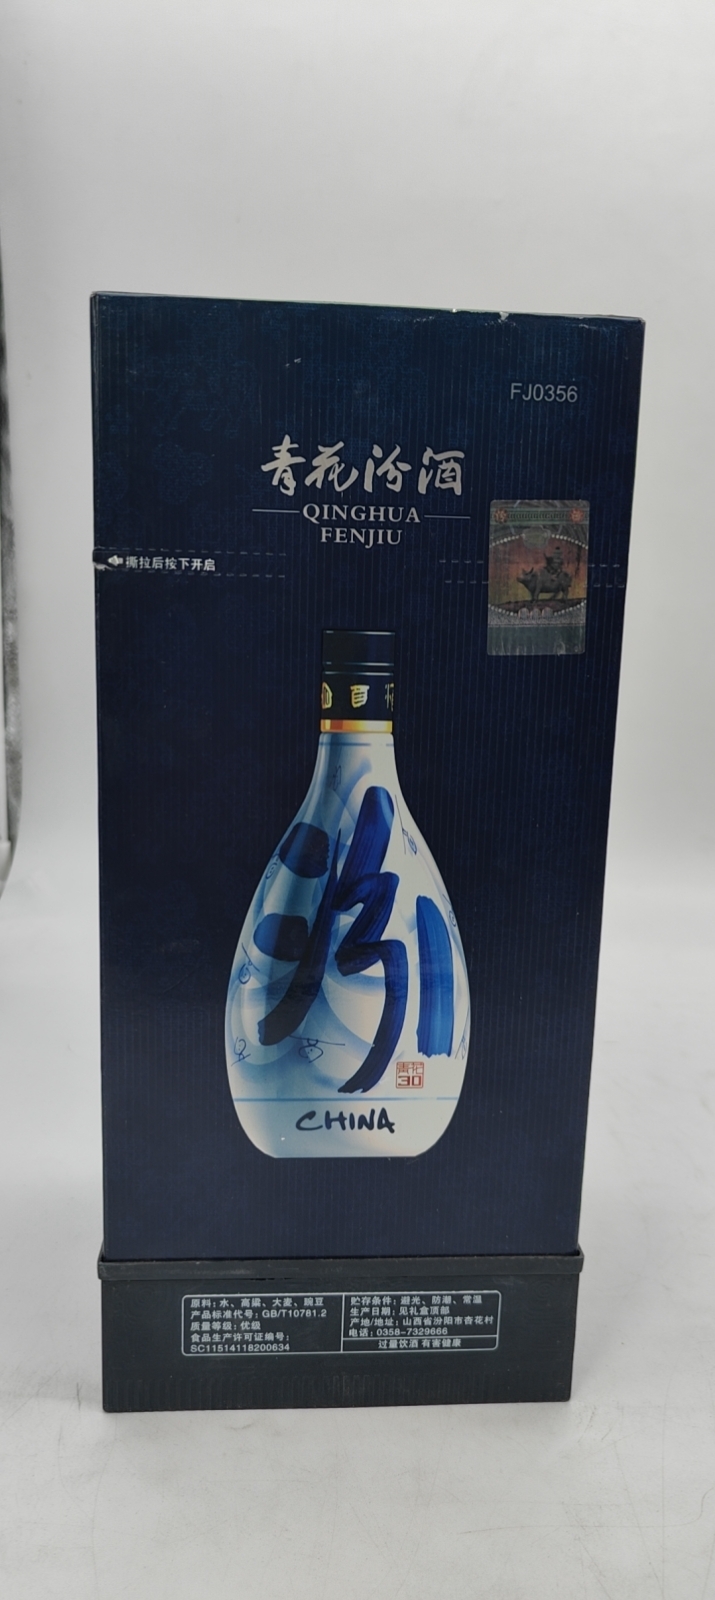 FJ0356
青花汾酒
QINGHUA
FENJIU
撕拉后按下开启
汾
青花
30
CHINA
原料：水、高粱、大麦、豌豆
产品标准代号：GB/T10781.2
质量等级：优级
食品生产许可证编号：
SC11514118200634
贮存条件：避光、防潮、常温
生产日期：见礼盒顶部
产地/地址：山西省汾阳市杏花村
电话：0358-7329666
过量饮酒 有害健康